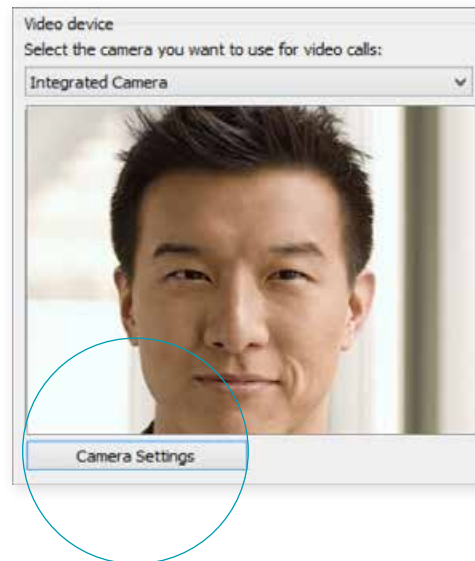 Video device
Select the camera you want to use for video calls:
Integrated Camera
Camera Settings